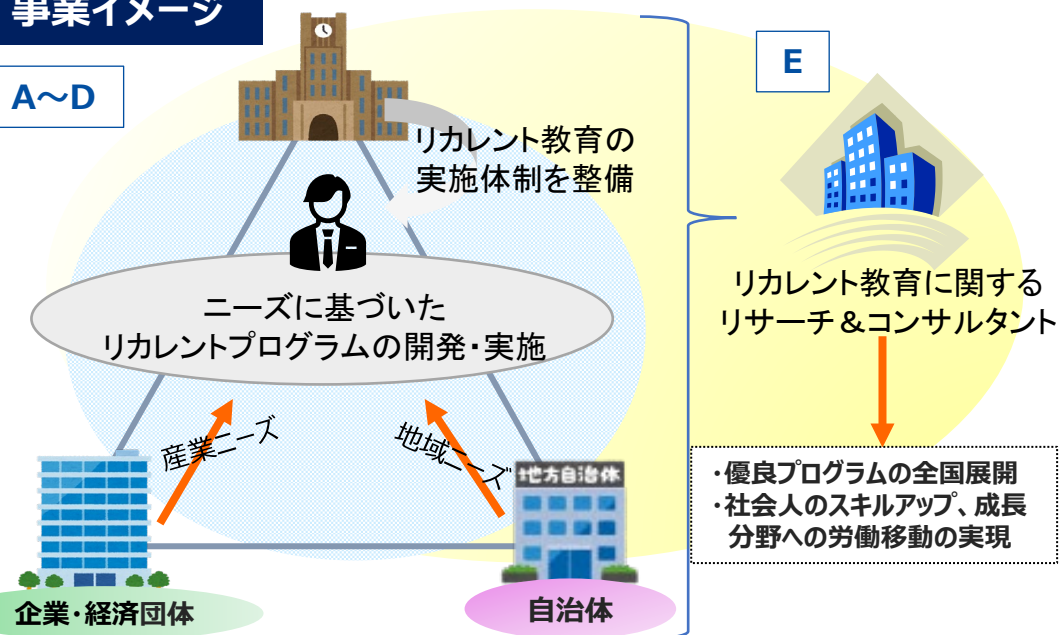 事業イメージ
A～D
リカレント教育の
実施体制を整備
ニーズに基づいた
リカレントプログラムの開発・実施
産業ニーズ
地域ニーズ
地方自治体
企業・経済団体
自治体
E
リカレント教育に関する
リサーチ＆コンサルタント
・優良プログラムの全国展開
・社会人のスキルアップ、成長
分野への労働移動の実現